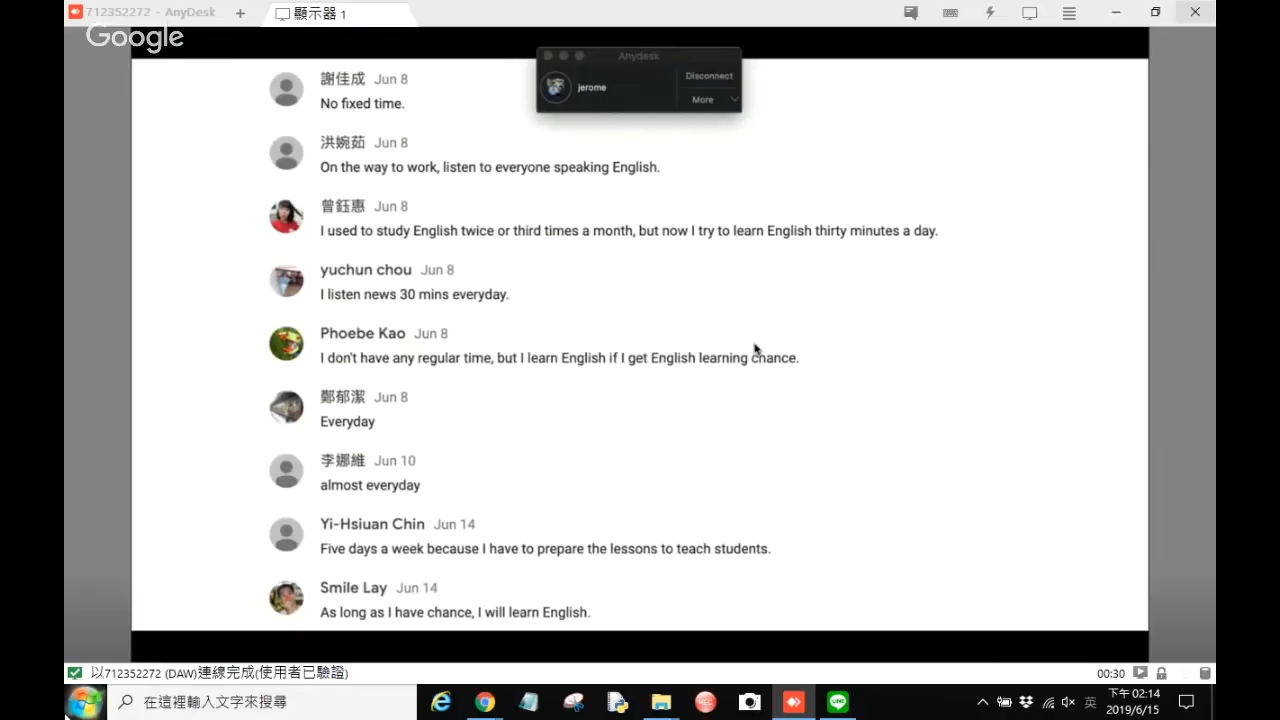 712352272 - AnyDesk
顯示器 1
Google
Anydesk
jerome
Disconnect
More
謝佳成 Jun 8
No fixed time.
洪婉茹 Jun 8
On the way to work, listen to everyone speaking English.
曾鈺惠 Jun 8
I used to study English twice or third times a month, but now I try to learn English thirty minutes a day.
yuchun chou Jun 8
I listen news 30 mins everyday.
Phoebe Kao Jun 8
I don't have any regular time, but I learn English if I get English learning chance.
鄭郁潔 Jun 8
Everyday
李娜維 Jun 10
almost everyday
Yi-Hsiuan Chin Jun 14
Five days a week because I have to prepare the lessons to teach students.
Smile Lay Jun 14
As long as I have chance, I will learn English.
以712352272 (DAW)連線完成(使用者已驗證)
00:30
在這裡輸入文字來搜尋
REC
LINE
英
下午 02:14
2019/6/15